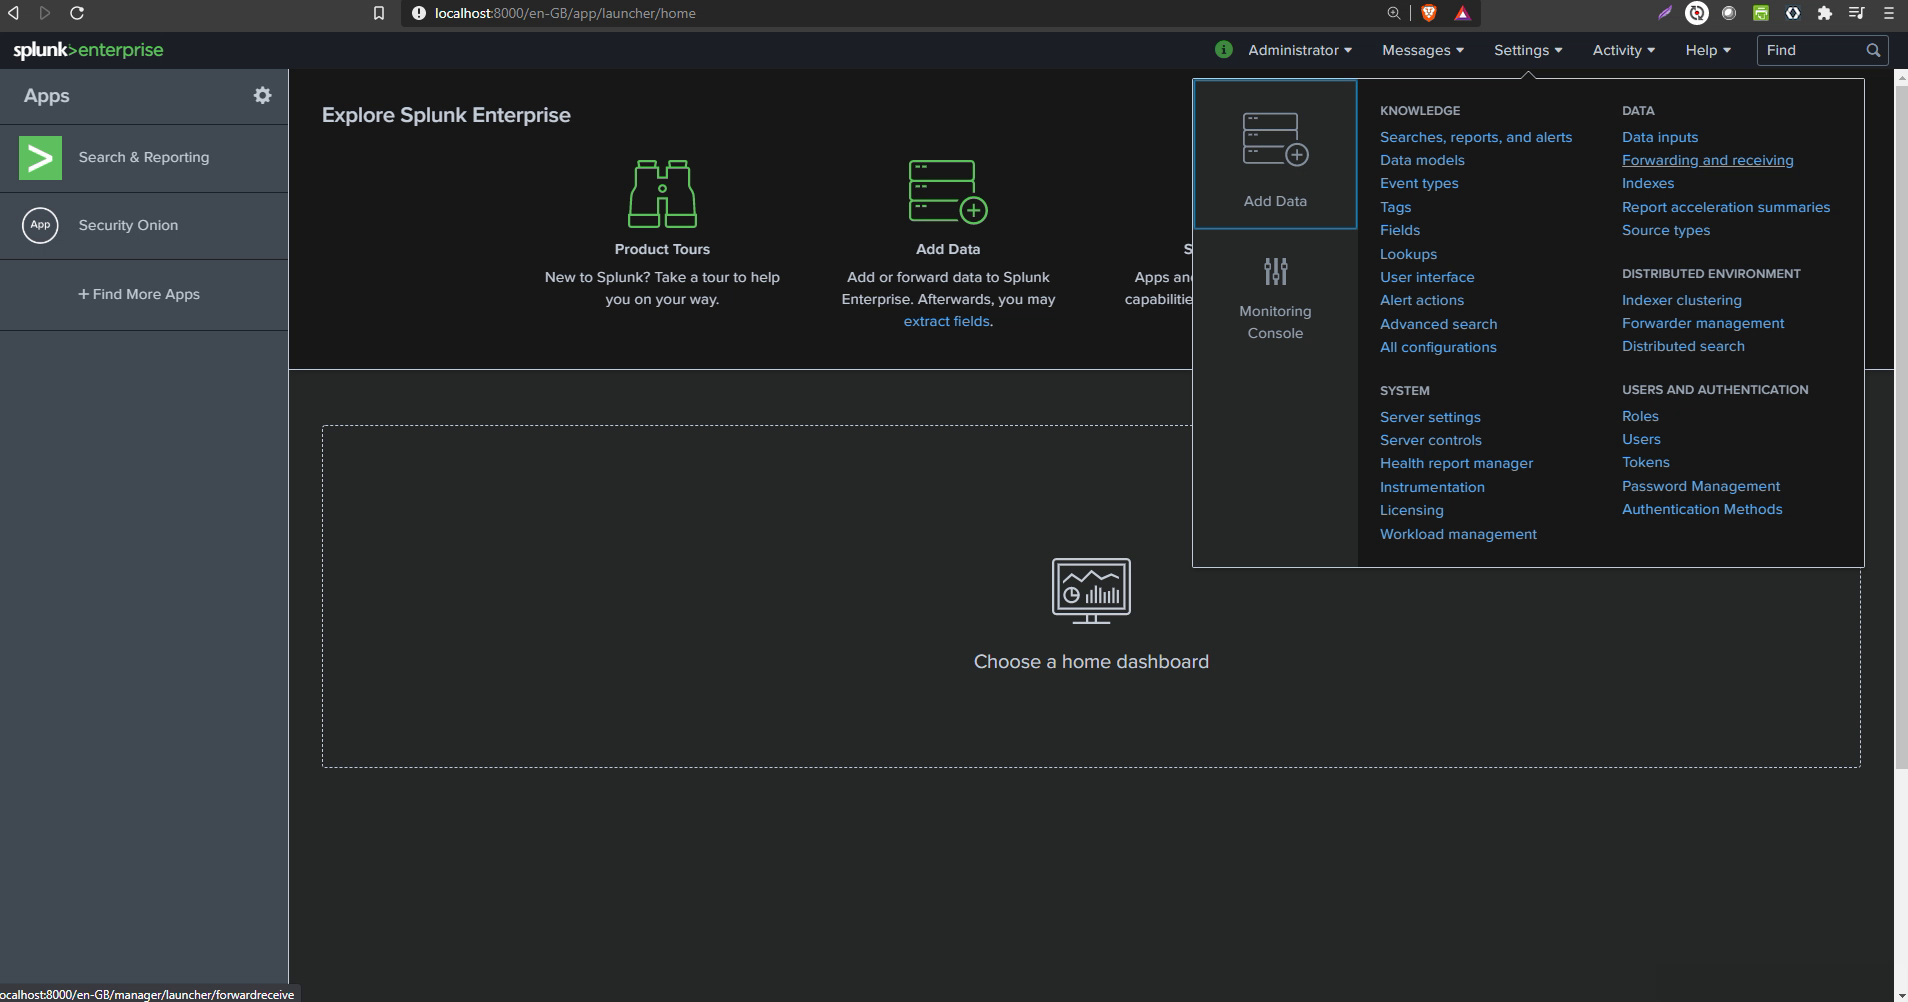 localhost:8000/en-GB/app/launcher/home
splunk>enterprise
Administrator
Messages
Settings
Activity
Help
Find
Apps
Search & Reporting
App
Security Onion
+ Find More Apps
Explore Splunk Enterprise
Product Tours
New to Splunk? Take a tour to help
you on your way.
Add Data
Add or forward data to Splunk
Enterprise. Afterwards, you may
extract fields.
S
Apps an
capabilitie
Add Data
Monitoring
Console
KNOWLEDGE
Searches, reports, and alerts
Data models
Event types
Tags
Fields
Lookups
User interface
Alert actions
Advanced search
All configurations
SYSTEM
Server settings
Server controls
Health report manager
Instrumentation
Licensing
Workload management
DATA
Data inputs
Forwarding and receiving
Indexes
Report acceleration summaries
Source types
DISTRIBUTED ENVIRONMENT
Indexer clustering
Forwarder management
Distributed search
USERS AND AUTHENTICATION
Roles
Users
Tokens
Password Management
Authentication Methods
Choose a home dashboard
ocalhost:8000/en-GB/manager/launcher/forwardreceive